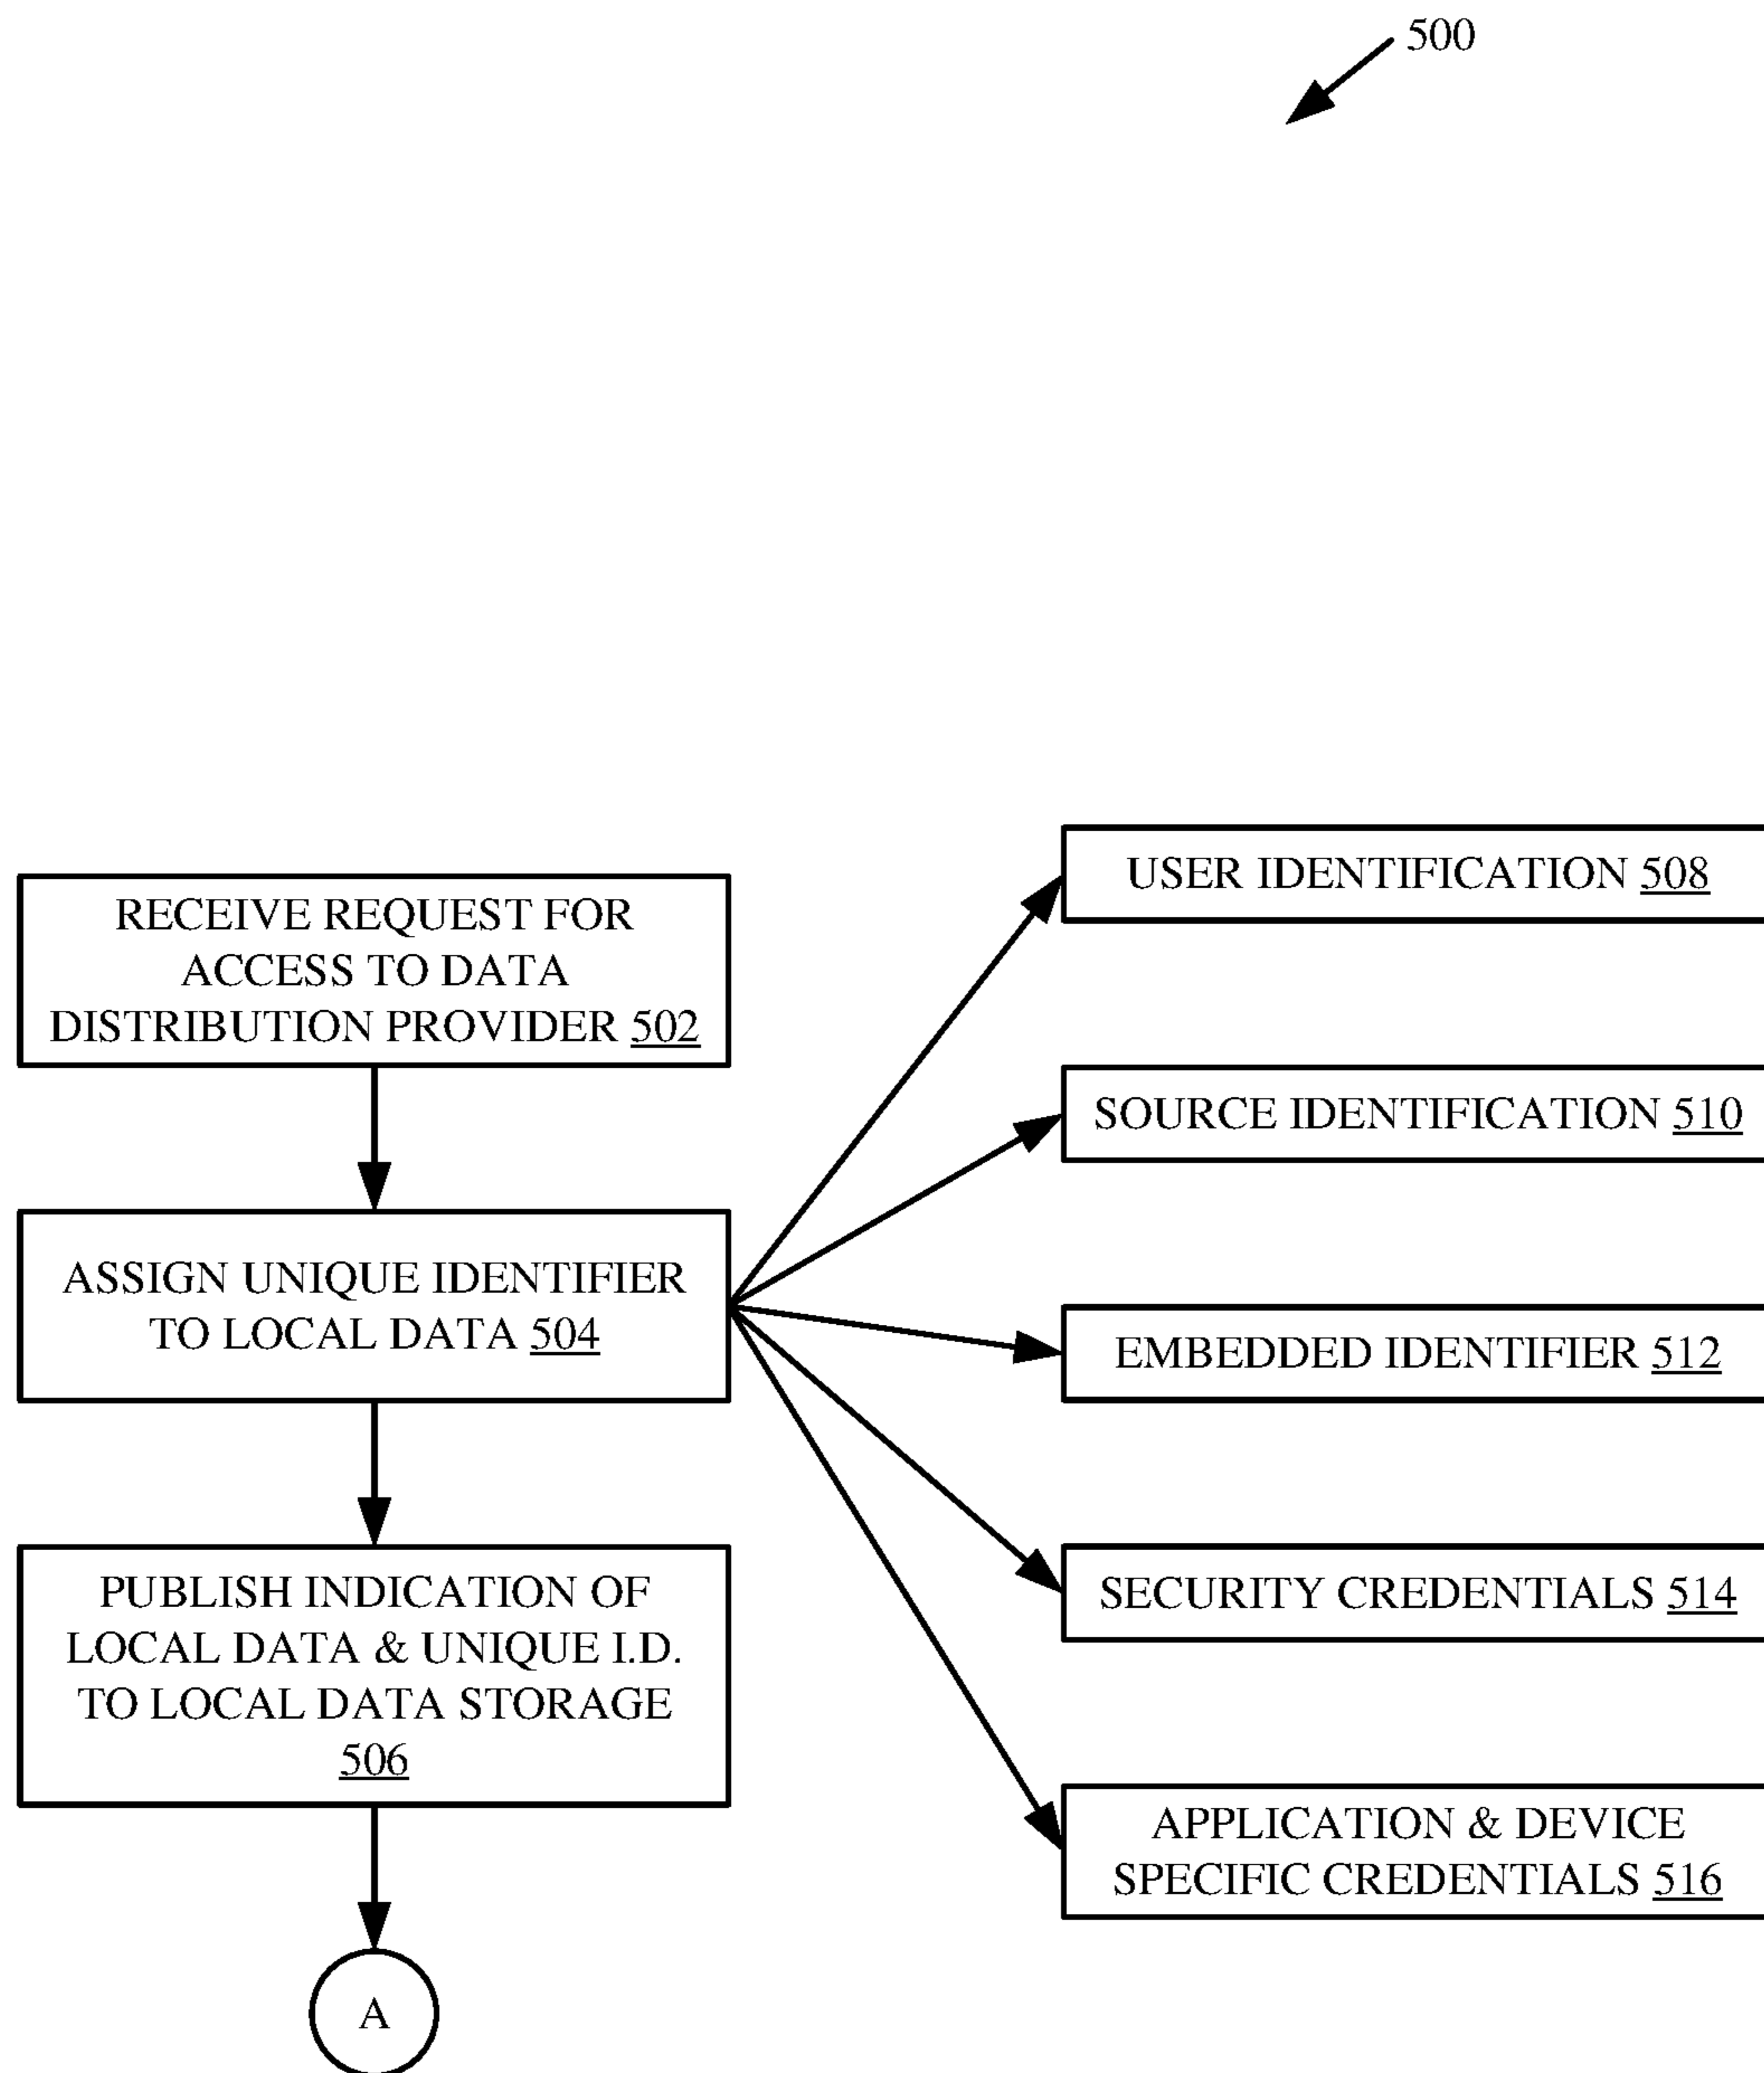 500
RECEIVE REQUEST FOR
ACCESS TO DATA
DISTRIBUTION PROVIDER 502
ASSIGN UNIQUE IDENTIFIER
TO LOCAL DATA 504
PUBLISH INDICATION OF
LOCAL DATA & UNIQUE I.D.
TO LOCAL DATA STORAGE
506
A
USER IDENTIFICATION 508
SOURCE IDENTIFICATION 510
EMBEDDED IDENTIFIER 512
SECURITY CREDENTIALS 514
APPLICATION & DEVICE
SPECIFIC CREDENTIALS 516